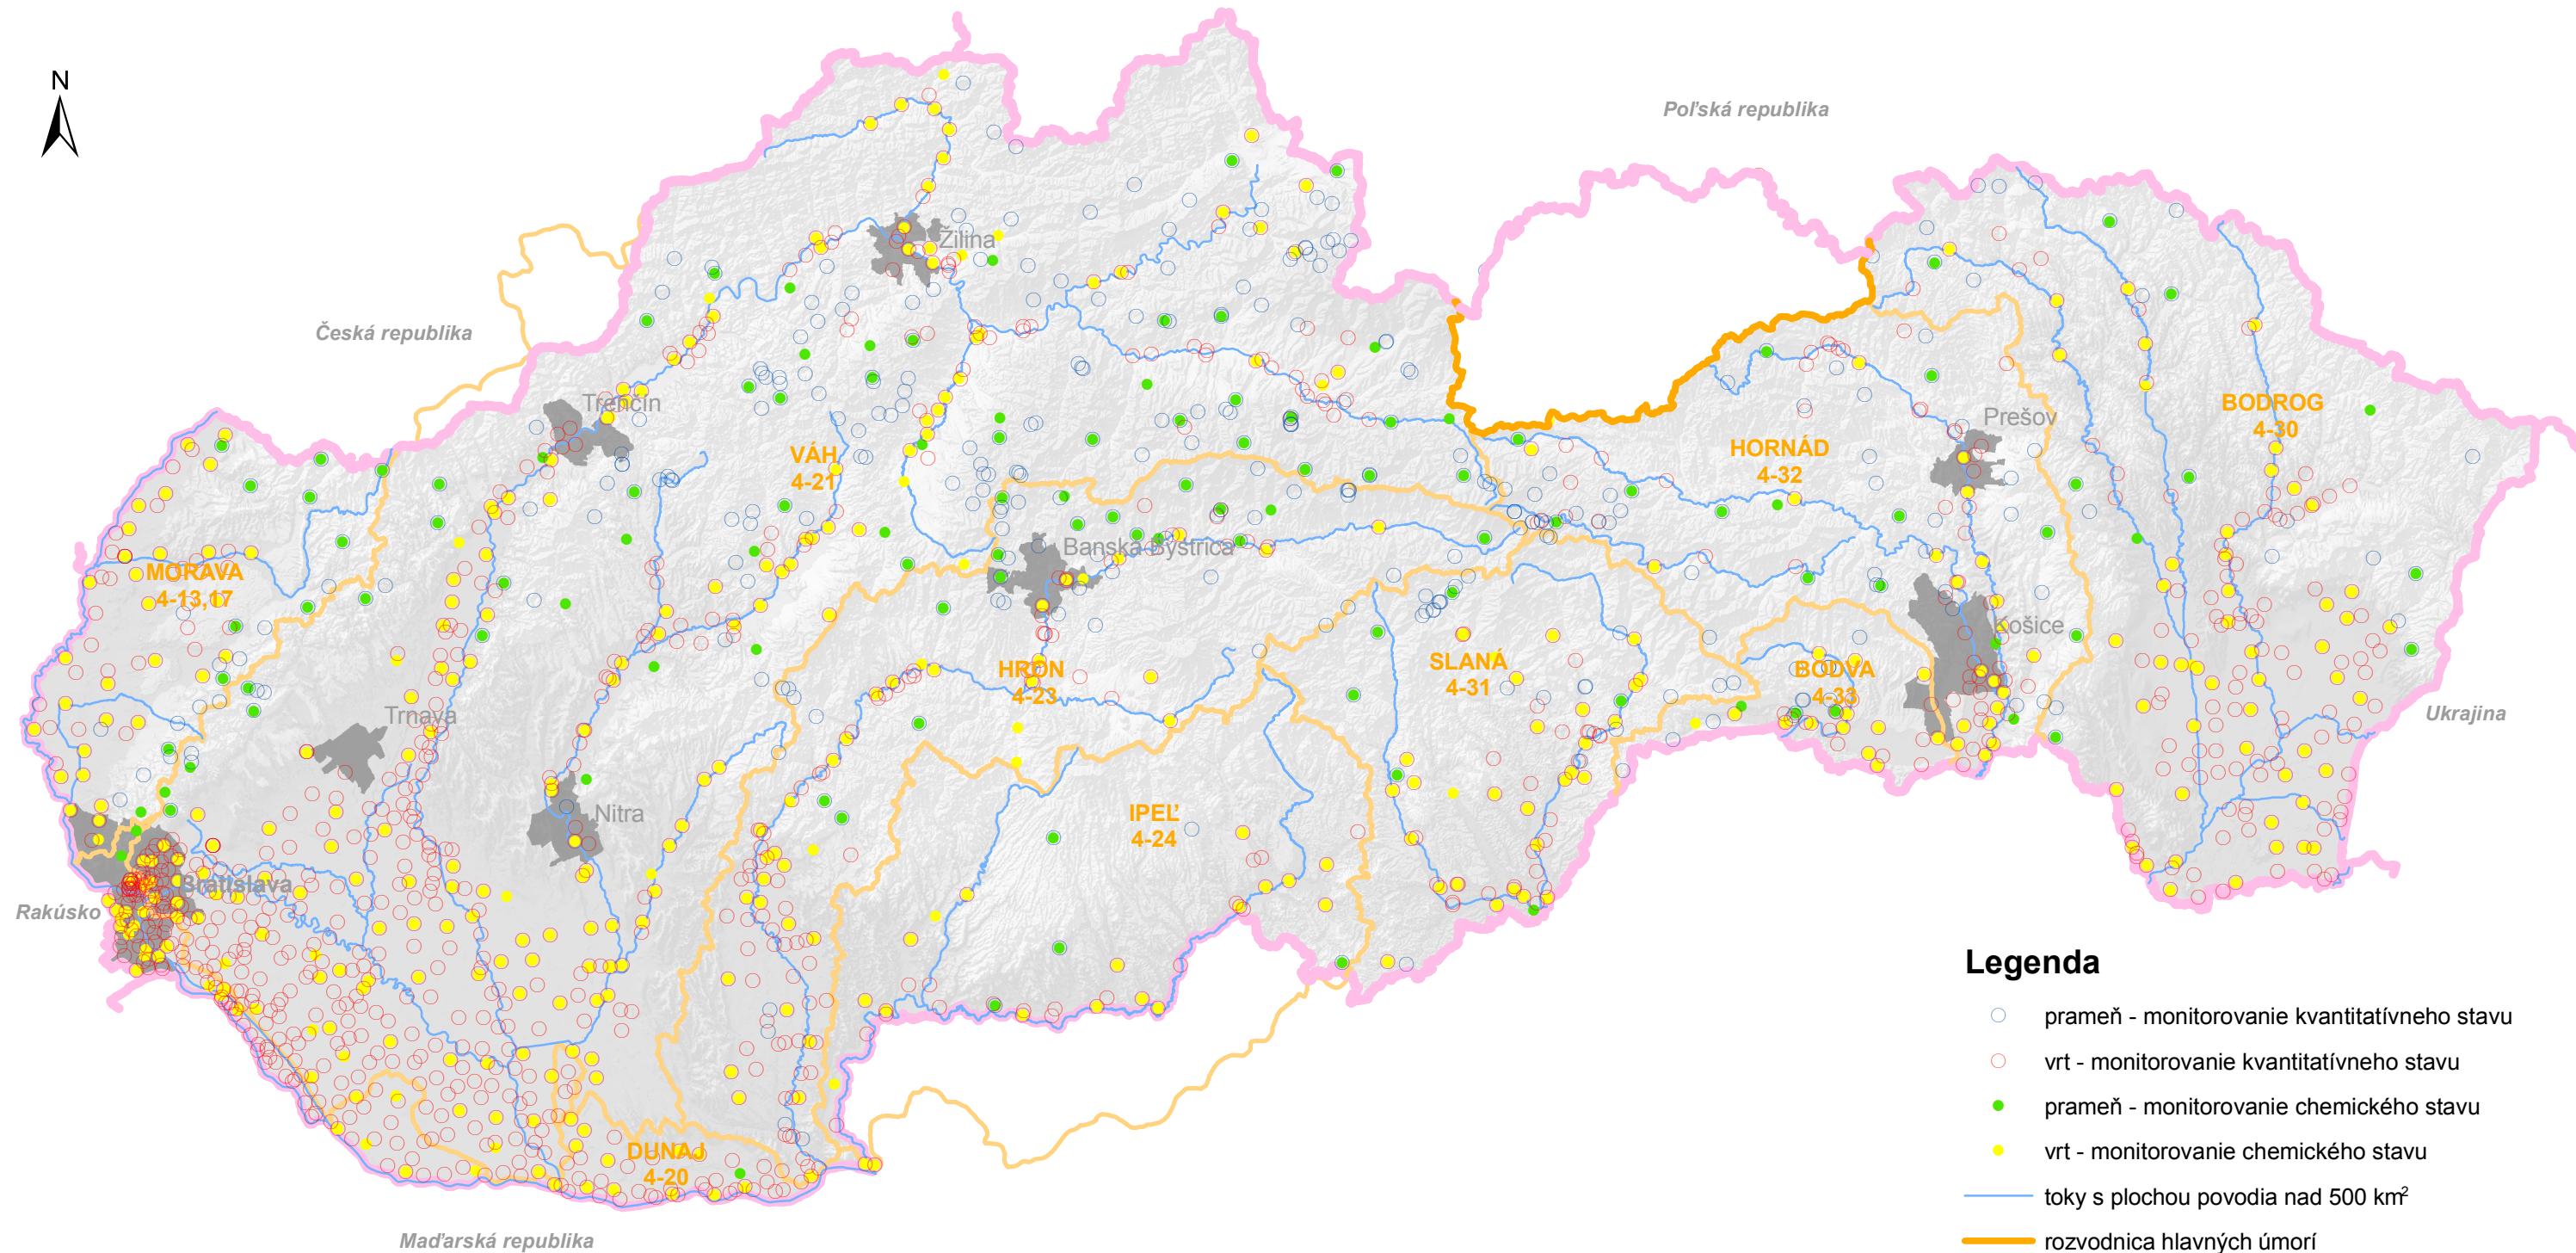 N
Poľská republika
Žilina
Česká republika
Trenčín
Prešov
BODROG
4-30
VÁH
4-21
HORNÁD
4-32
Banská Bystrica
MORAVA
4-13,17
Košice
HRON
4-23
SLANÁ
4-31
BODVA
4-33
Trnava
Ukrajina
Nitra
IPEĽ
4-24
Bratislava
Rakúsko
DUNAJ
4-20
Maďarská republika
Legenda
prameň - monitorovanie kvantitatívneho stavu
vrt - monitorovanie kvantitatívneho stavu
prameň - monitorovanie chemického stavu
vrt - monitorovanie chemického stavu
toky s plochou povodia nad 500 km²
rozvodnica hlavných úmorí